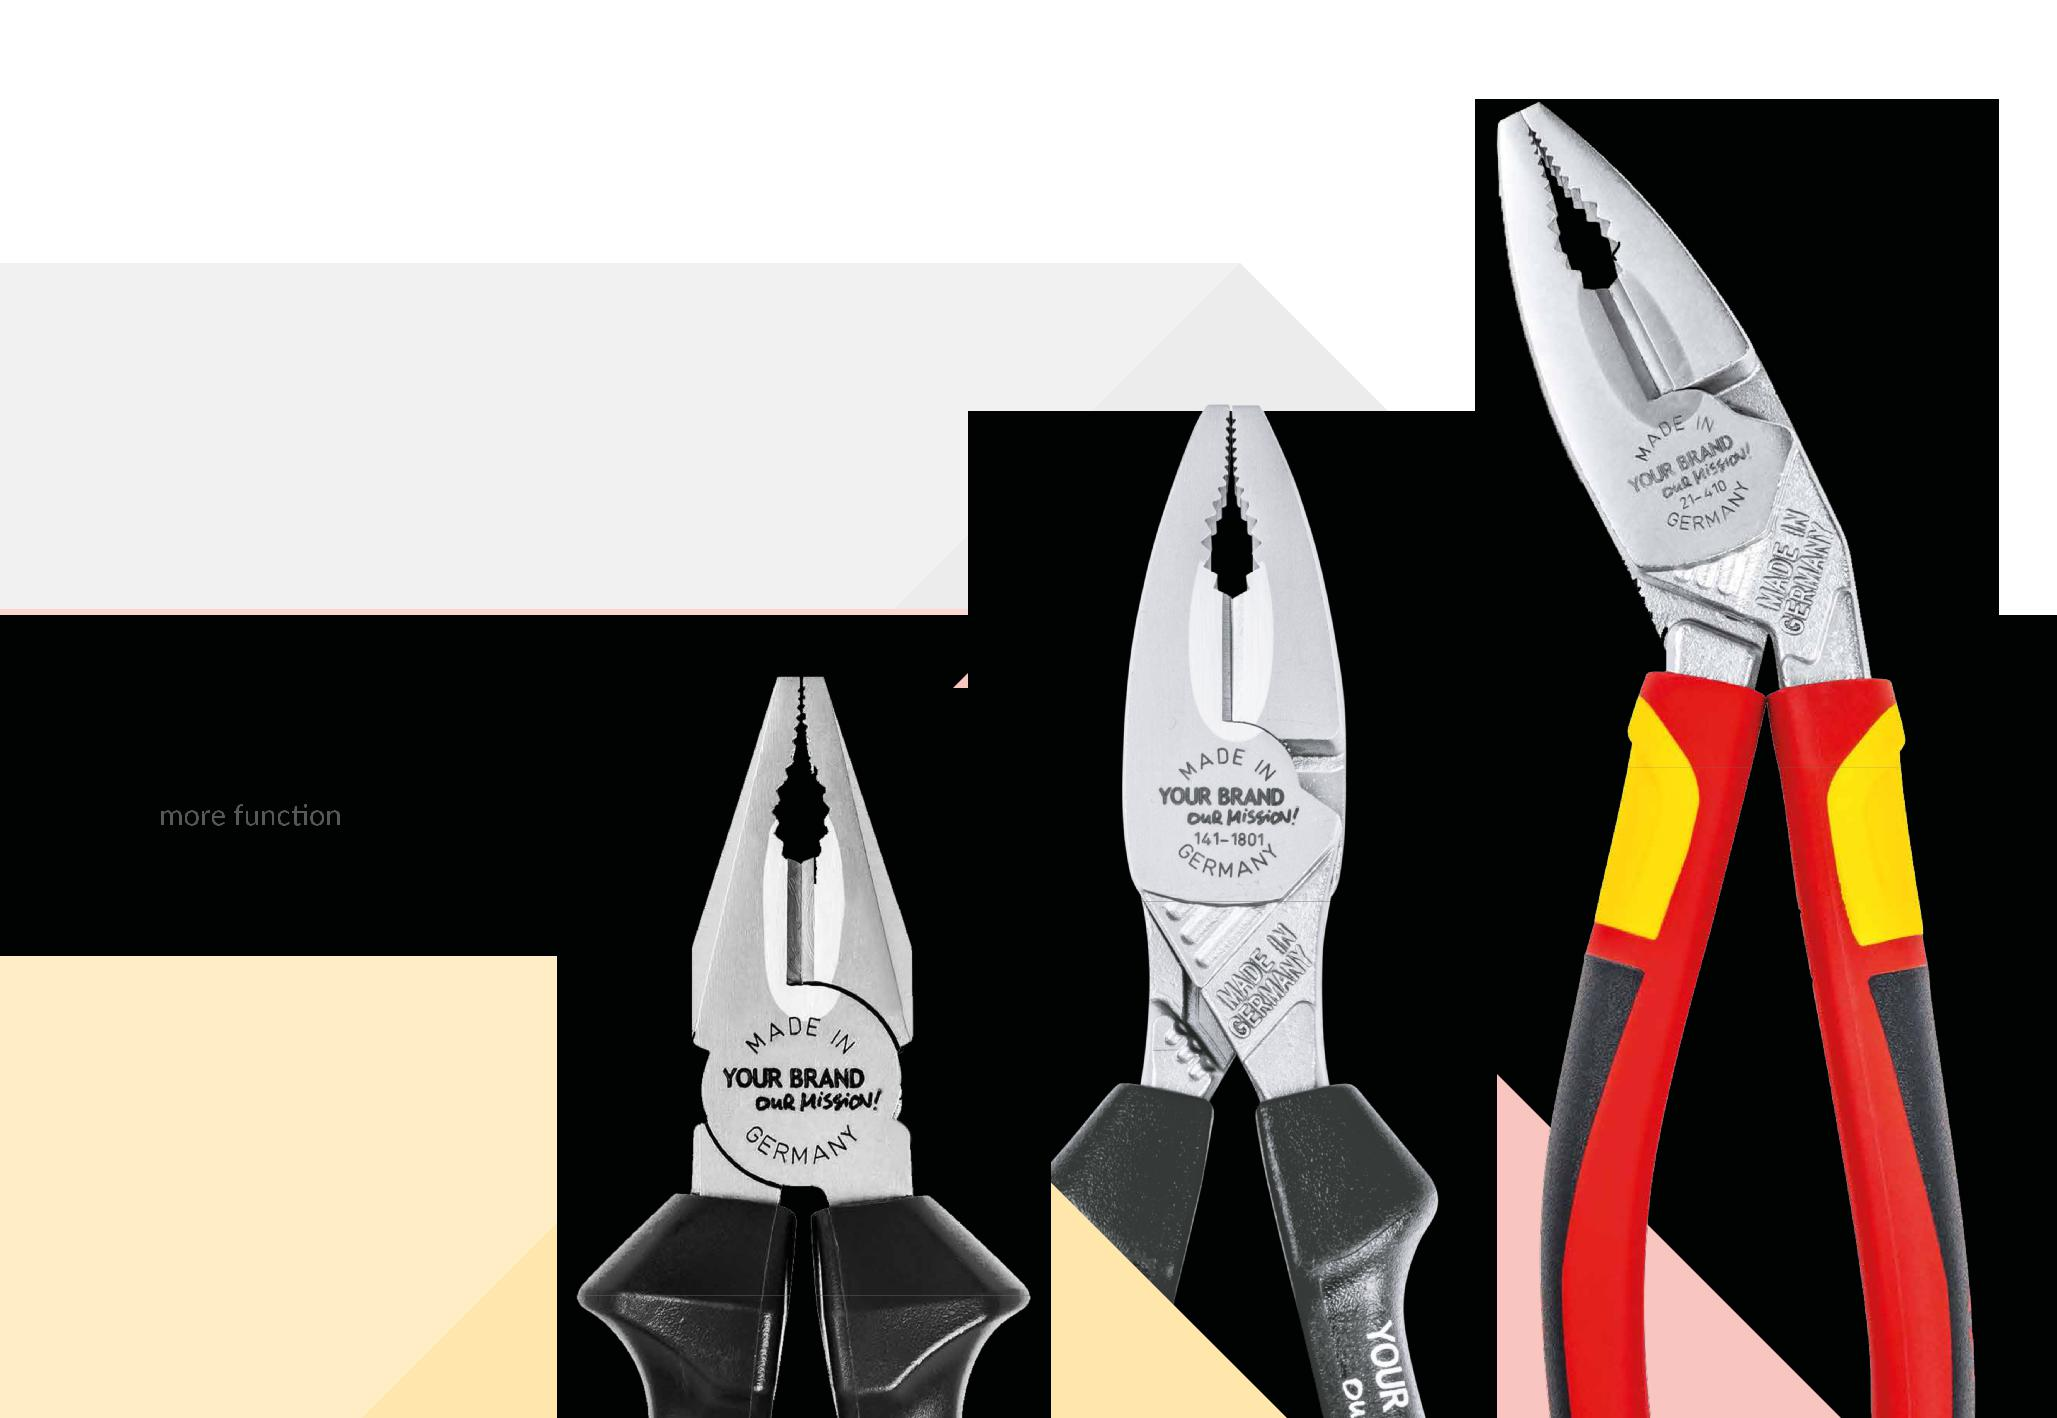 more function
MADE IN
YOUR BRAND
OUR MISSION!
GERMANY
MADE IN
YOUR BRAND
OUR MISSION!
141-1801
GERMANY
MADE IN
GERMANY
YOUR
OU
MADE IN
YOUR BRAND
OUR MISSION!
21-410
GERMANY
MADE IN
GERMANY